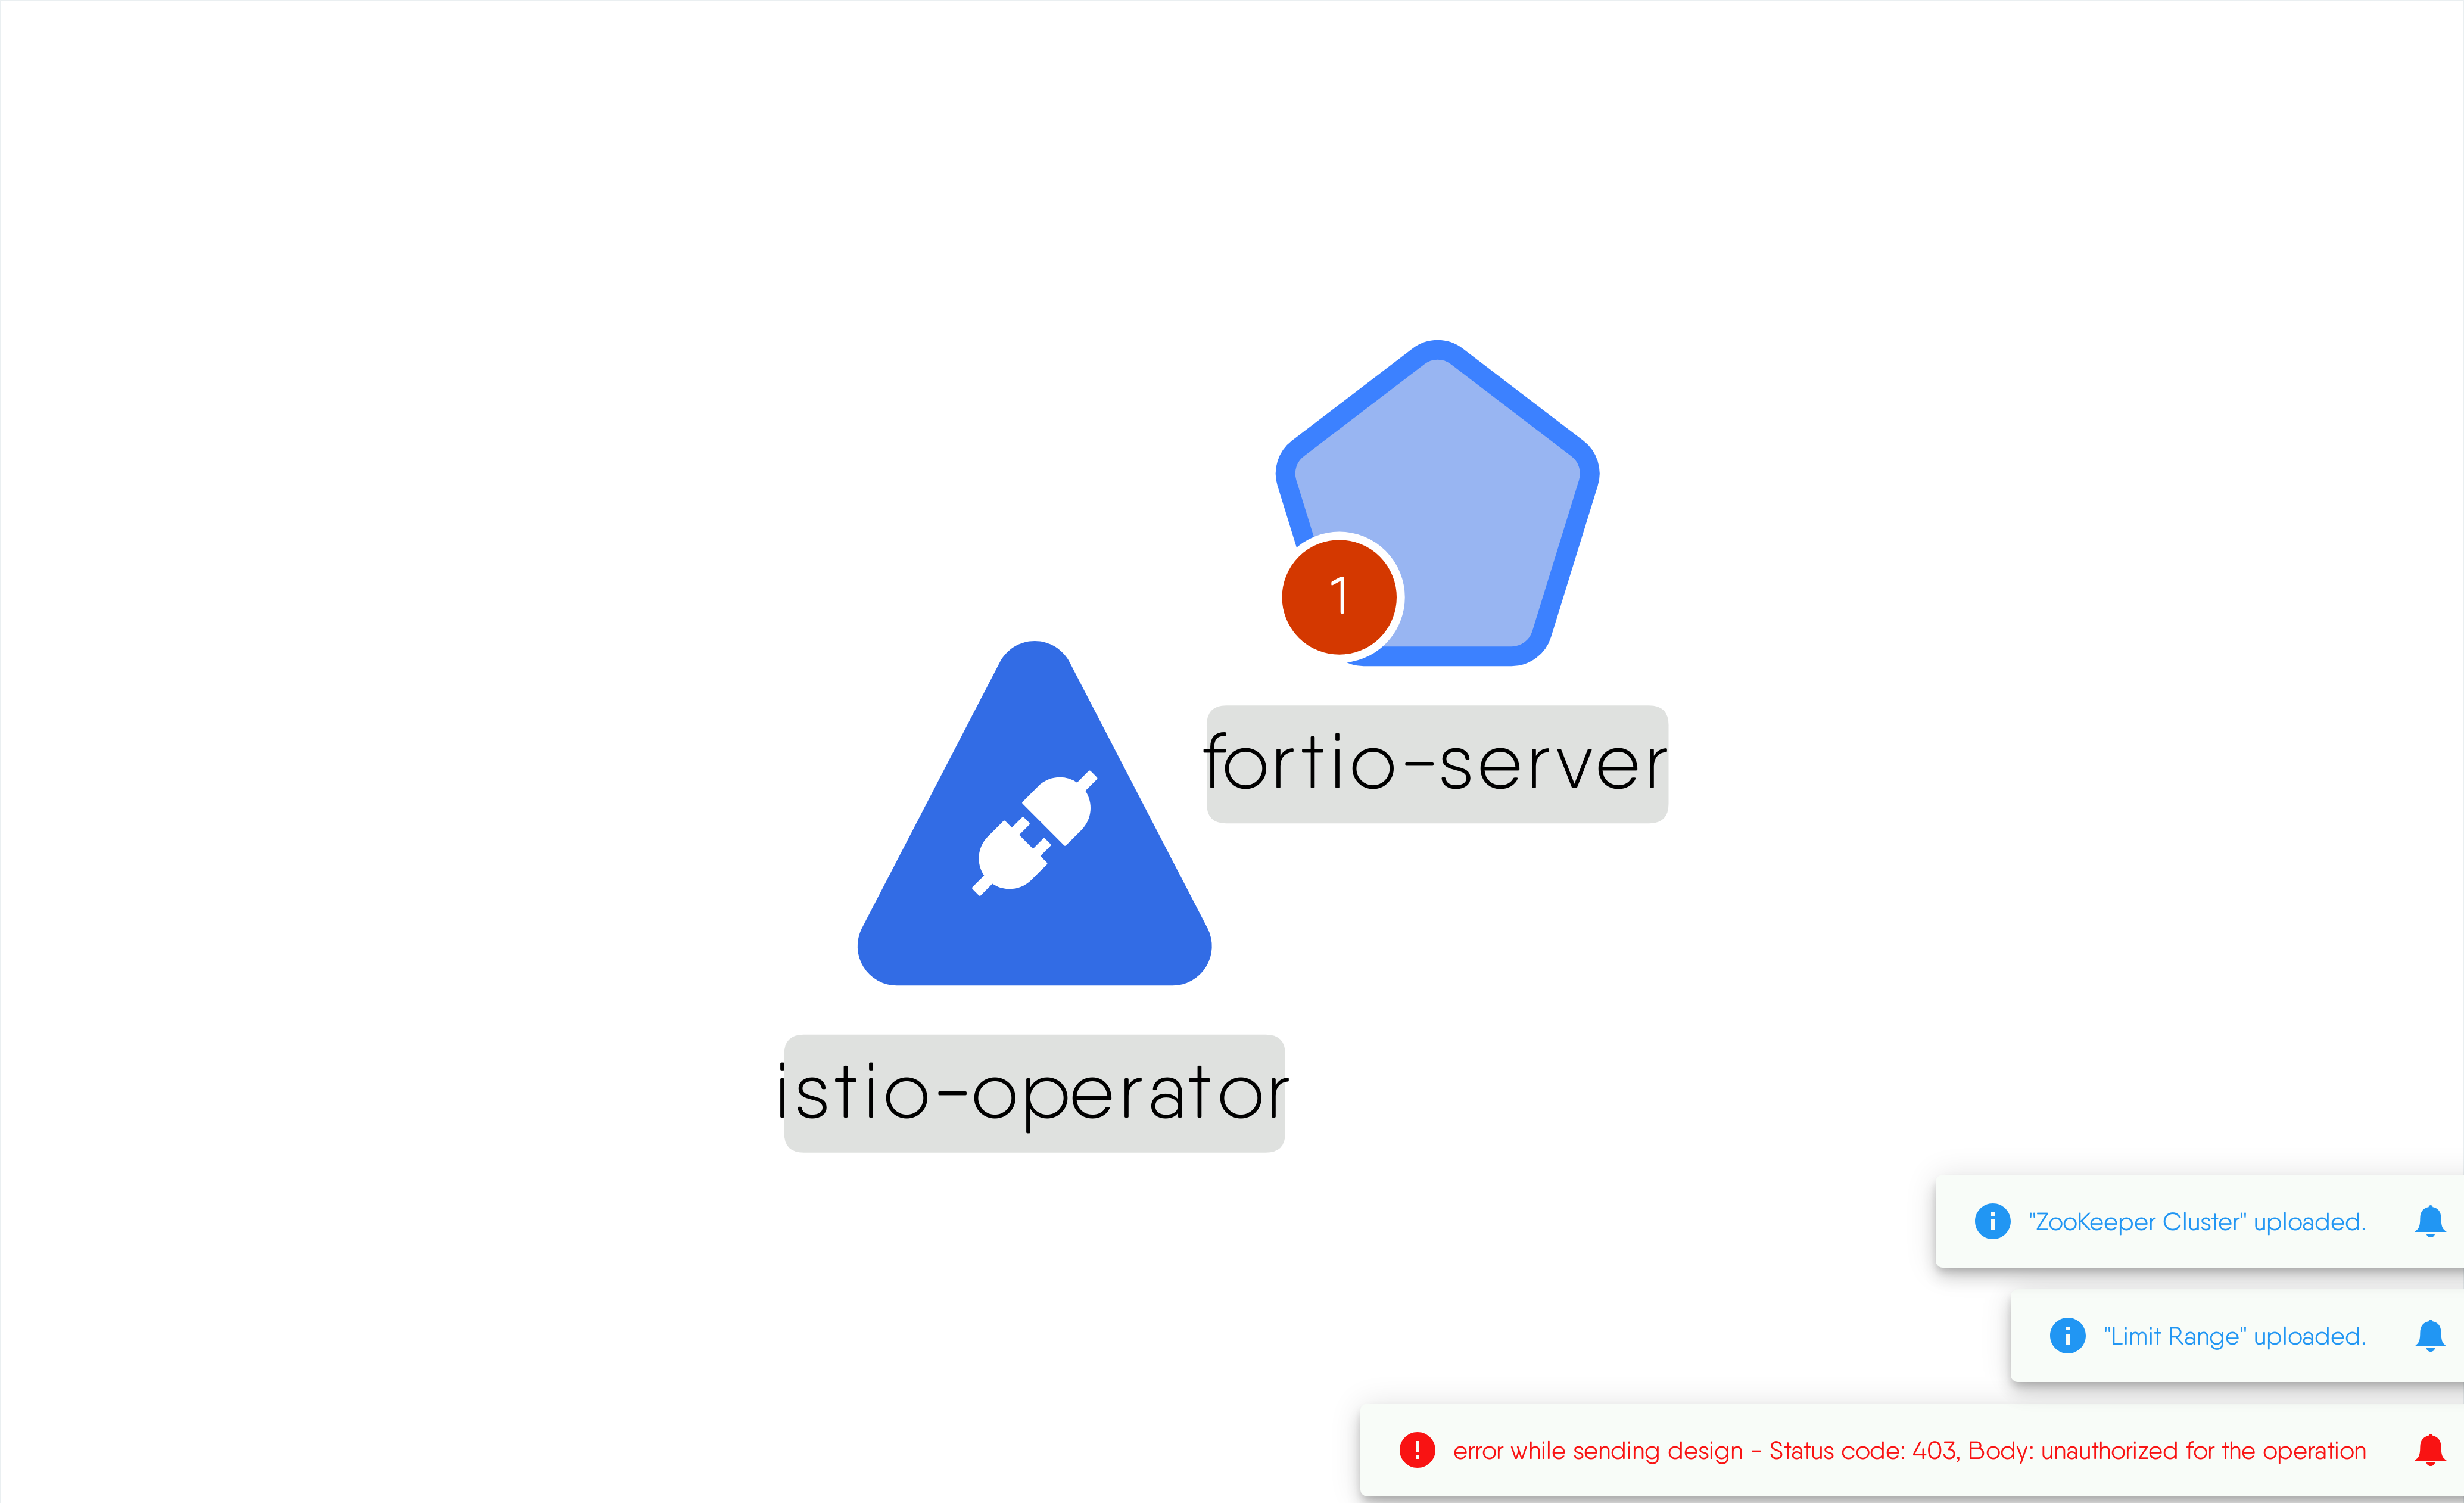 1
fortio-server
istio-operator
"ZooKeeper Cluster" uploaded.
"Limit Range" uploaded.
error while sending design - Status code: 403, Body: unauthorized for the operation